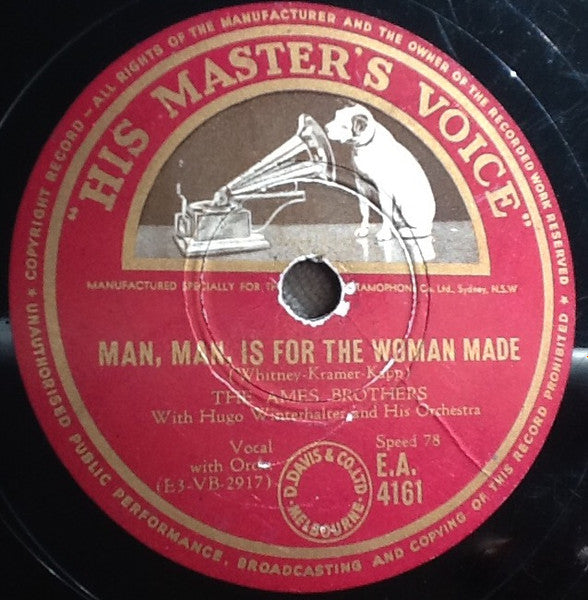 COPYRIGHT RECORD — ALL RIGHTS OF THE MANUFACTURER AND THE OWNER OF THE RECORDED WORK RESERVED.
"HIS MASTER'S VOICE"
MANUFACTURED SPECIALLY FOR GRAMOPHONE Co. Ltd., Sydney, N.S.W
MAN, MAN, IS FOR THE WOMAN MADE
(Whitney-Kramer-Kapp)
THE AMES BROTHERS
With Hugo Winterhalter and His Orchestra
Vocal
with Orch.
(E3-VB-2917)
Speed 78
E.A.
4161
D. DAVIS & CO. LTD.
MELBOURNE
UNAUTHORISED PUBLIC PERFORMANCE, BROADCASTING AND COPYING OF THIS RECORD PROHIBITED